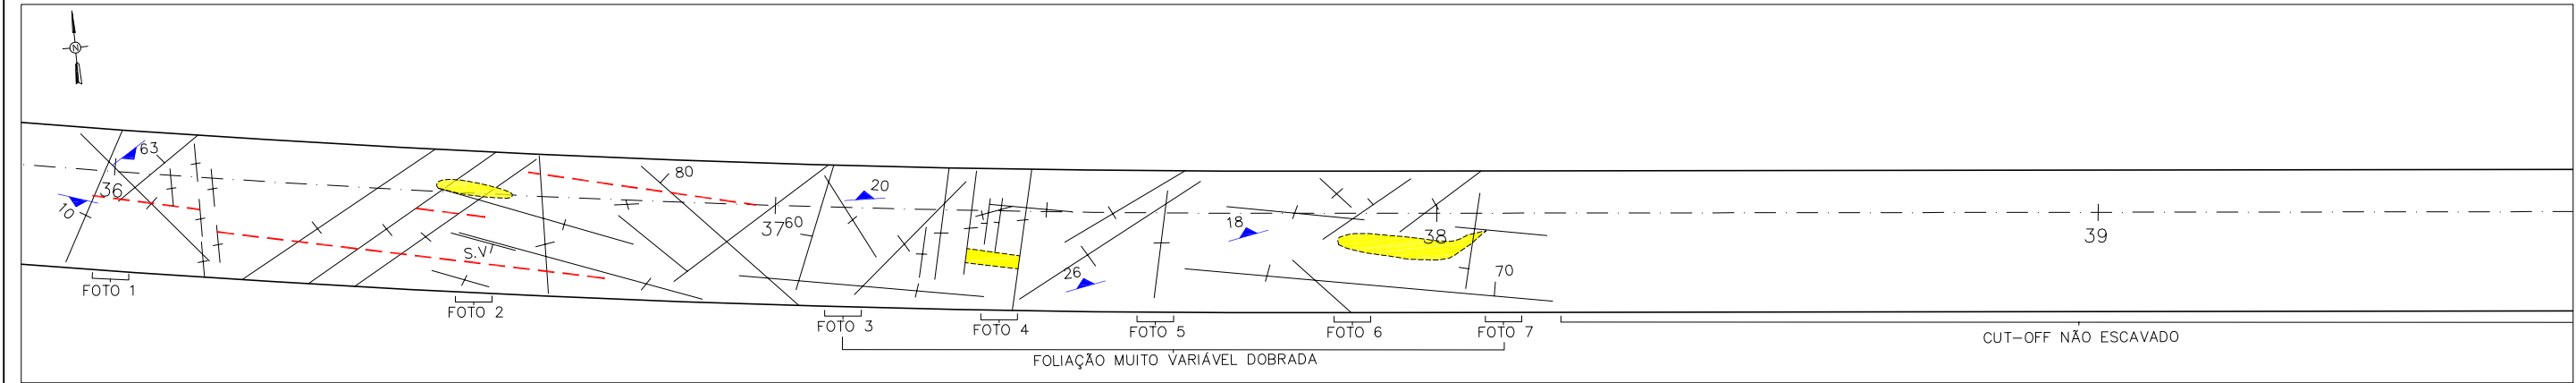 N
63
36
10
FOTO 1
S.V.
FOTO 2
80
37
60
20
FOTO 3
FOTO 4
26
FOTO 5
18
FOTO 6
38
70
FOTO 7
FOLIAÇÃO MUITO VARIÁVEL DOBRADA
39
CUT-OFF NÃO ESCAVADO